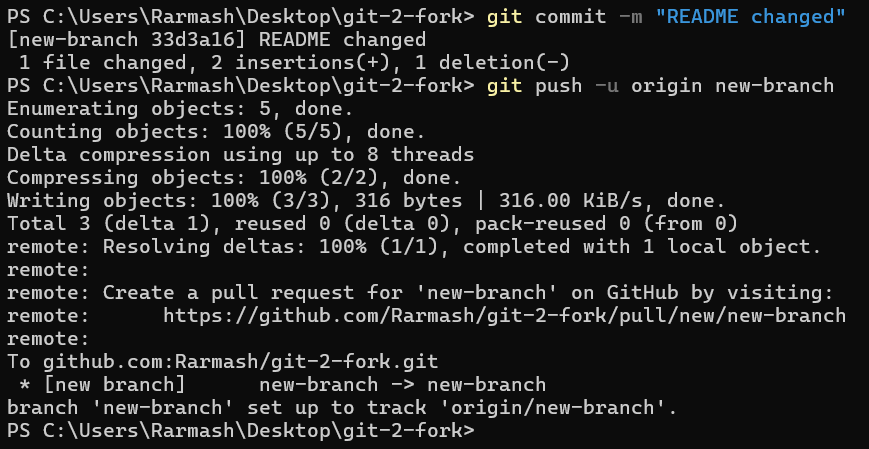 PS C:\Users\Rarmash\Desktop\git-2-fork> git commit -m "README changed"
[new-branch 33d3a16] README changed
 1 file changed, 2 insertions(+), 1 deletion(-)
PS C:\Users\Rarmash\Desktop\git-2-fork> git push -u origin new-branch
Enumerating objects: 5, done.
Counting objects: 100% (5/5), done.
Delta compression using up to 8 threads
Compressing objects: 100% (2/2), done.
Writing objects: 100% (3/3), 316 bytes | 316.00 KiB/s, done.
Total 3 (delta 1), reused 0 (delta 0), pack-reused 0 (from 0)
remote: Resolving deltas: 100% (1/1), completed with 1 local object.
remote:
remote: Create a pull request for 'new-branch' on GitHub by visiting:
remote:      https://github.com/Rarmash/git-2-fork/pull/new/new-branch
remote:
To github.com:Rarmash/git-2-fork.git
 * [new branch]      new-branch -> new-branch
branch 'new-branch' set up to track 'origin/new-branch'.
PS C:\Users\Rarmash\Desktop\git-2-fork>